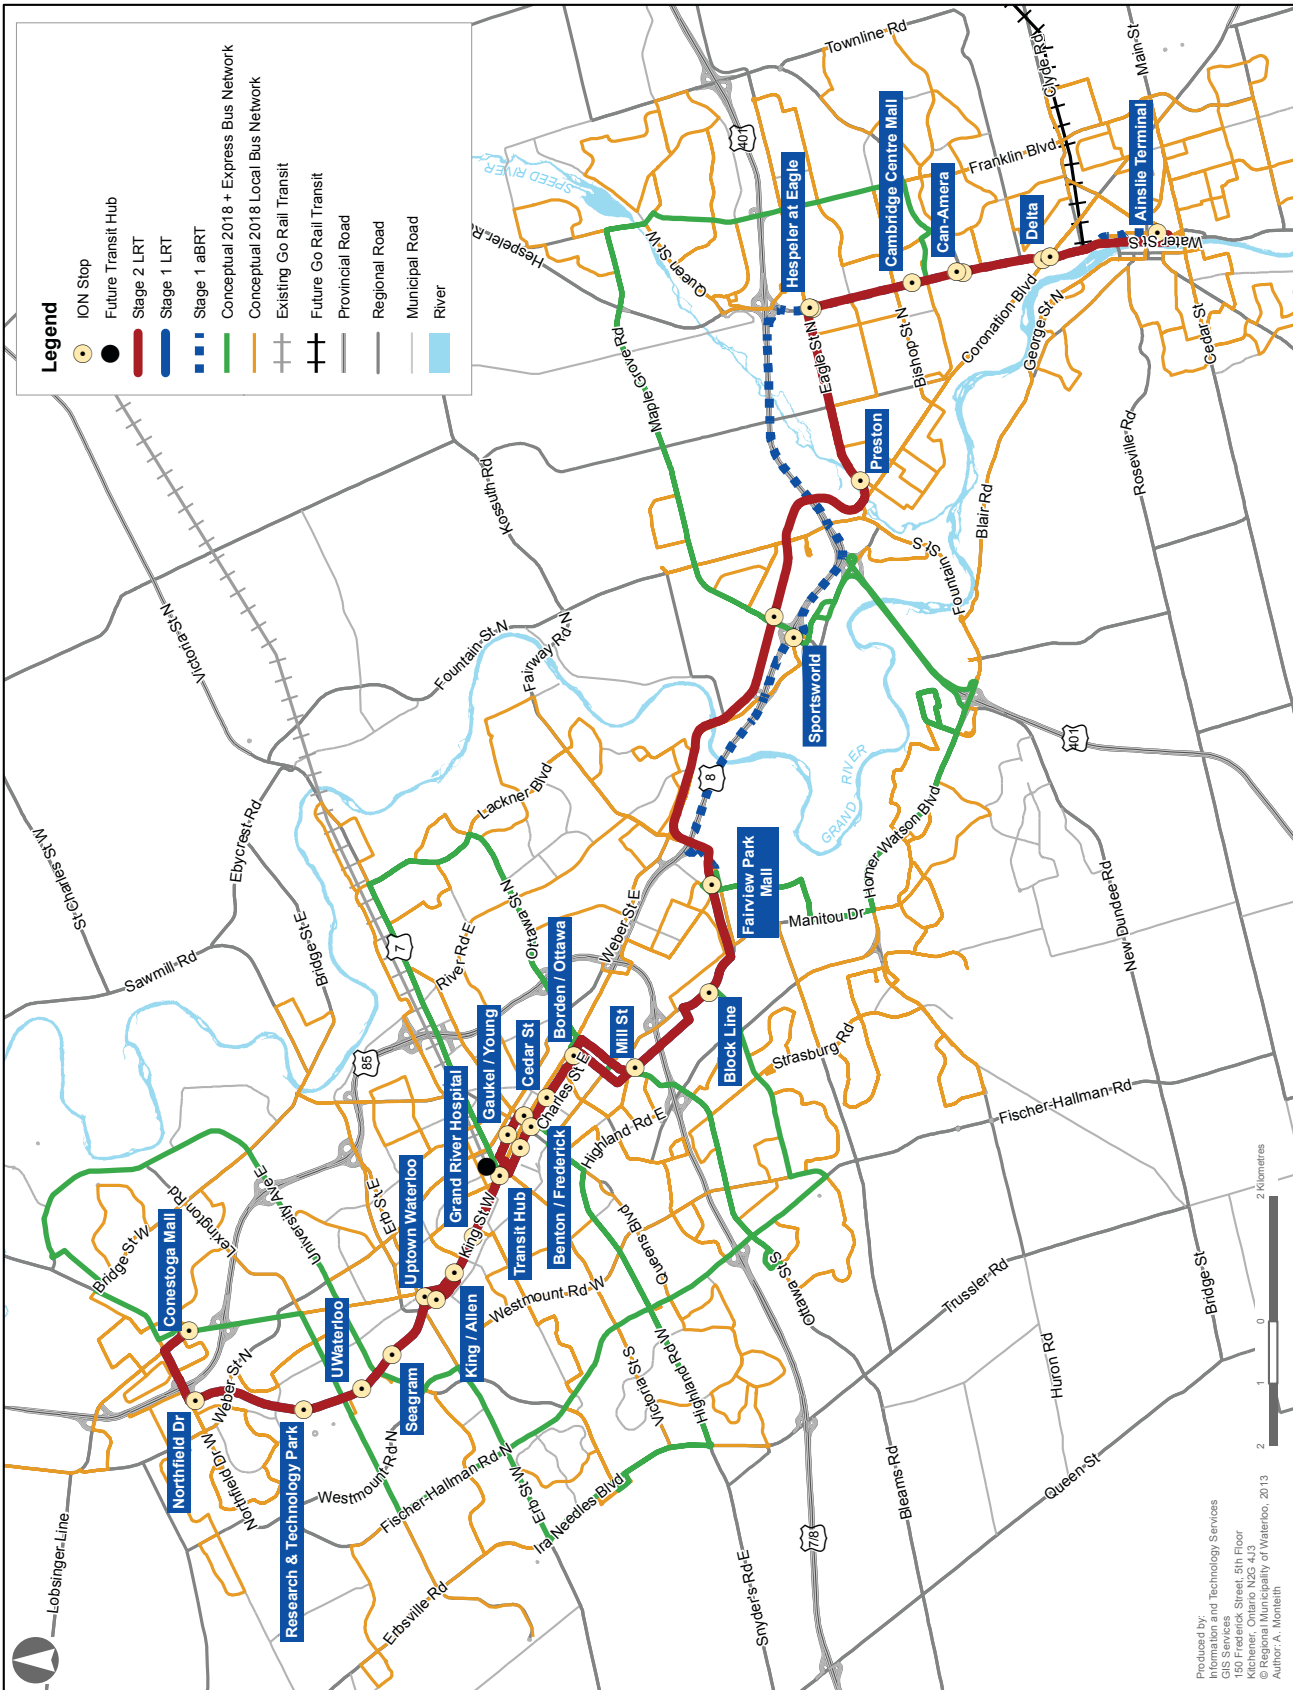 Legend
ION Stop
Future Transit Hub
Stage 2 LRT
Stage 1 LRT
Stage 1 aBRT
Conceptual 2018 + Express Bus Network
Conceptual 2018 Local Bus Network
Existing Go Rail Transit
Future Go Rail Transit
Provincial Road
Regional Road
Municipal Road
River
Lobsinger Line
St Charles St W
Sawmill Rd
Ebycrest Rd
Bridge St E
Victoria St N
Kossuth Rd
Fountain St N
Fairway Rd N
Lackner Blvd
Ottawa St N
River Rd E
7
85
Weber St E
Bridge St W
Lexington Rd
University Ave E
Erb St E
Conestoga Mall
Northfield Dr
Weber St N
Northfield Dr W
Research & Technology Park
UWaterloo
Seagram
Uptown Waterloo
King / Allen
Grand River Hospital
King St W
Transit Hub
Gaukel / Young
Benton / Frederick
Cedar St
Charles St E
Borden / Ottawa
Mill St
Block Line
Fairview Park
Mall
8
Sportsworld
Preston
Hespeler at Eagle
Cambridge Centre Mall
Can-Amera
Delta
Ainslie Terminal
Westmount Rd N
Fischer-Hallman Rd N
Erb St W
Ira Needles Blvd
Erbsville Rd
Westmount Rd W
Victoria St S
Highland Rd W
Queens Blvd
Highland Rd E
Ottawa St S
Strasburg Rd
Manitou Dr
Homer Watson Blvd
GRAND RIVER
Fischer-Hallman Rd
New Dundee Rd
Trussler Rd
Bridge St
Huron Rd
Queen St
Bleams Rd
7/8
Snyder's Rd E
Townline Rd
401
SPEED RIVER
Hespeler Rd
Queen St W
Maple Grove Rd
Eagle St N
Bishop St N
Coronation Blvd
George St N
Franklin Blvd
Clyde Rd
Main St
Water St S
Cedar St
Roseville Rd
Blair Rd
Fountain St S
401
2
1
0
2 Kilometres
Produced by:
Information and Technology Services
GIS Services
150 Frederick Street, 5th Floor
Kitchener, Ontario N2G 4J3
© Regional Municipality of Waterloo, 2013
Author: A. Monteith